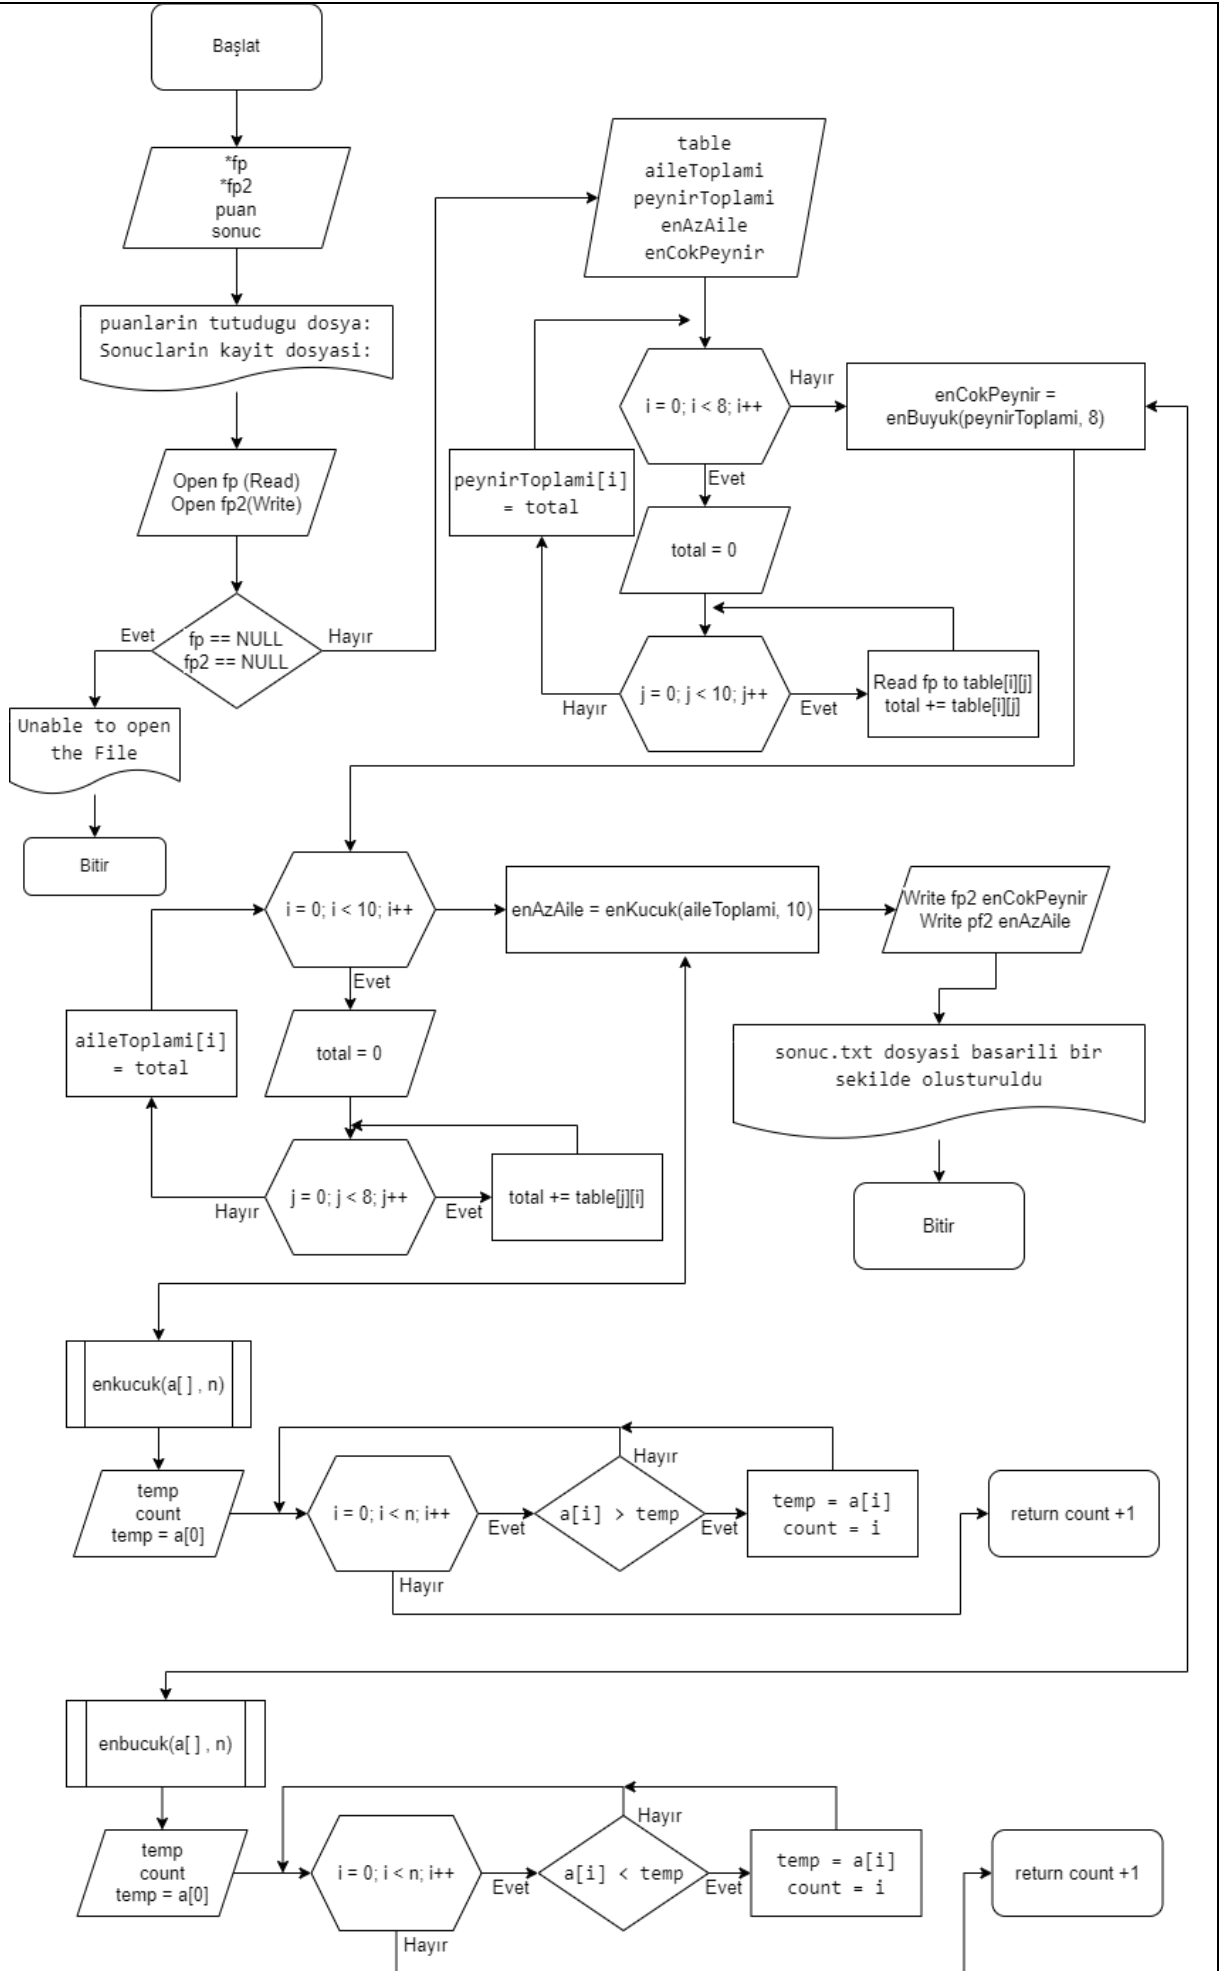 Başlat
*fp
*fp2
puan
sonuc
puanlarin tutudugu dosya:
Sonuclarin kayit dosyasi:
Open fp (Read)
Open fp2(Write)
fp == NULL
fp2 == NULL
Evet
Hayır
Unable to open
the File
Bitir
table
aileToplami
peynirToplami
enAzAile
enCokPeynir
i = 0; i < 8; i++
Hayır
enCokPeynir =
enBuyuk(peynirToplami, 8)
Evet
peynirToplami[i]
= total
total = 0
j = 0; j < 10; j++
Hayır
Evet
Read fp to table[i][j]
total += table[i][j]
i = 0; i < 10; i++
enAzAile = enKucuk(aileToplami, 10)
Write fp2 enCokPeynir
Write pf2 enAzAile
Evet
aileToplami[i]
= total
total = 0
sonuc.txt dosyasi basarili bir
sekilde olusturuldu
j = 0; j < 8; j++
Hayır
Evet
total += table[j][i]
Bitir
enkucuk(a[ ] , n)
temp
count
temp = a[0]
i = 0; i < n; i++
Evet
Hayır
a[i] > temp
Hayır
Evet
temp = a[i]
count = i
return count +1
enbucuk(a[ ] , n)
temp
count
temp = a[0]
i = 0; i < n; i++
Evet
Hayır
a[i] < temp
Hayır
Evet
temp = a[i]
count = i
return count +1